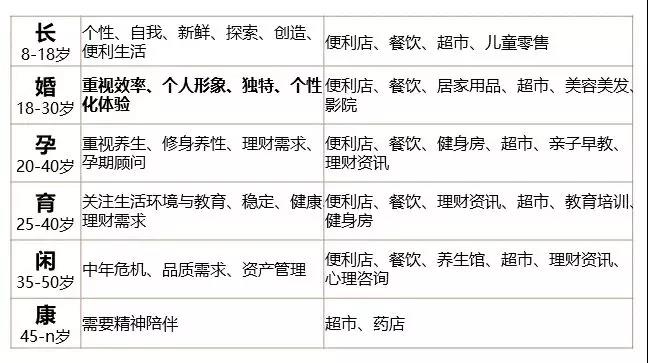 长
8-18岁
个性、自我、新鲜、探索、创造、
便利生活
便利店、餐饮、超市、儿童零售
婚
18-30岁
重视效率、个人形象、独特、个性
化体验
便利店、餐饮、居家用品、超市、美容美发、
影院
孕
20-40岁
重视养生、修身养性、理财需求、
孕期顾问
便利店、餐饮、健身房、超市、亲子早教、
理财资讯
育
25-40岁
关注生活环境与教育、稳定、健康
理财需求
便利店、餐饮、理财资讯、超市、教育培训、
健身房
闲
35-50岁
中年危机、品质需求、资产管理
便利店、餐饮、养生馆、超市、理财资讯、
心理咨询
康
45-n岁
需要精神陪伴
超市、药店